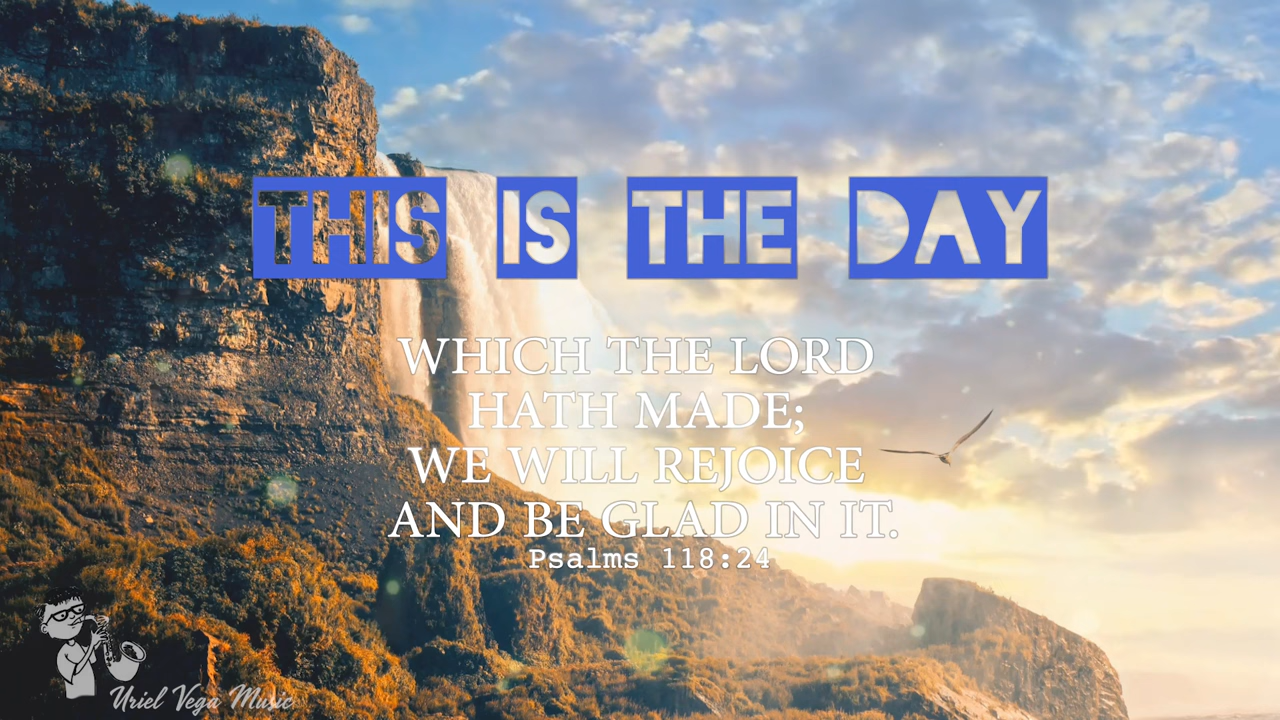 THIS IS THE DAY
WHICH THE LORD
HATH MADE;
WE WILL REJOICE
AND BE GLAD IN IT.
Psalms 118:24
Uriel Vega Music